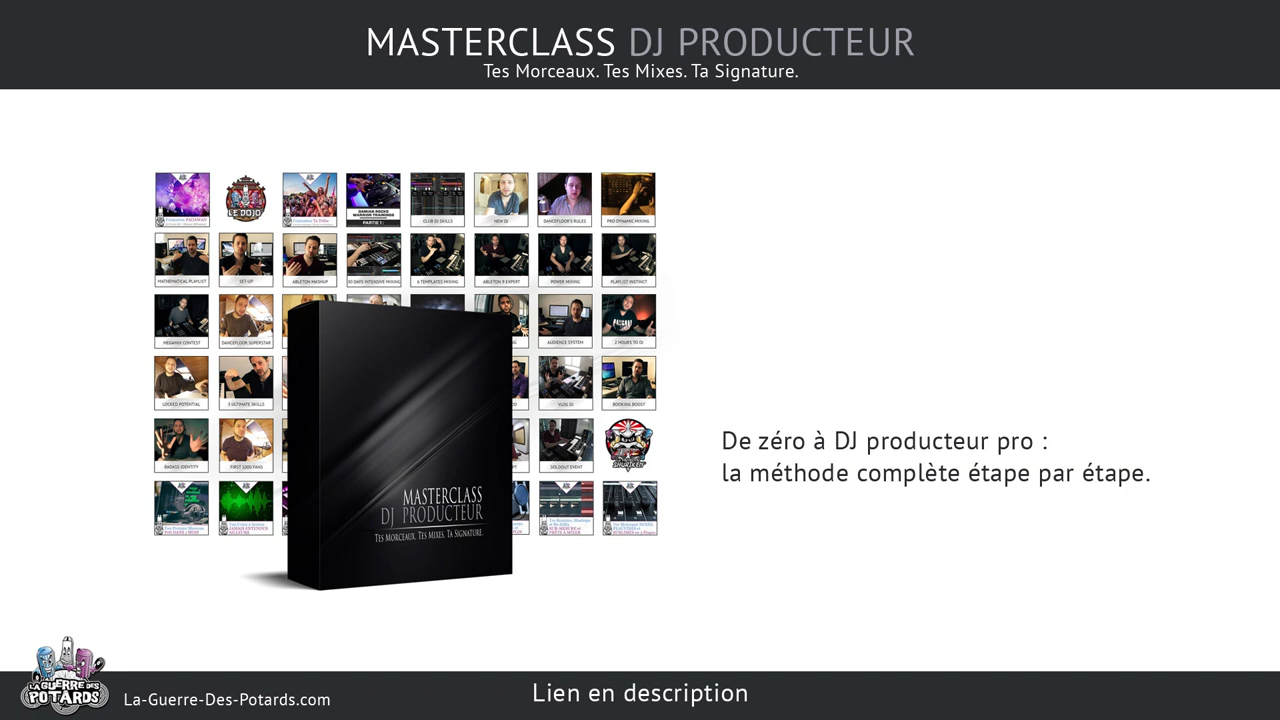 MASTERCLASS DJ PRODUCTEUR
Tes Morceaux. Tes Mixes. Ta Signature.
LE DOJO
CLUB DJ SKILLS
NEW DJ
DANCEFLOOR'S RULES
PRO DYNAMIC MIXING
MATHEMATICAL PLAYLIST
SET-UP
ABLETON MASHUP
10 DAYS INTENSIVE MIXING
6 TEMPLATES MIXING
ABLETON 9 EXPERT
POWER MIXING
PLAYLIST INSTINCT
MEGAMIX CONTEST
DANCEFLOOR SUPERSTAR
AUDIENCE SYSTEM
2 HOURS TO DJ
LOCKED POTENTIAL
3 ULTIMATE SKILLS
VLOG DJ
BOOKING BOOST
BADASS IDENTITY
FIRST 1000 FANS
SOLDOUT EVENT
SHURIKEN
MASTERCLASS
DJ PRODUCTEUR
Tes Morceaux. Tes Mixes. Ta Signature.
De zéro à DJ producteur pro :
la méthode complète étape par étape.
LA GUERRE DES
POTARDS
La-Guerre-Des-Potards.com
Lien en description